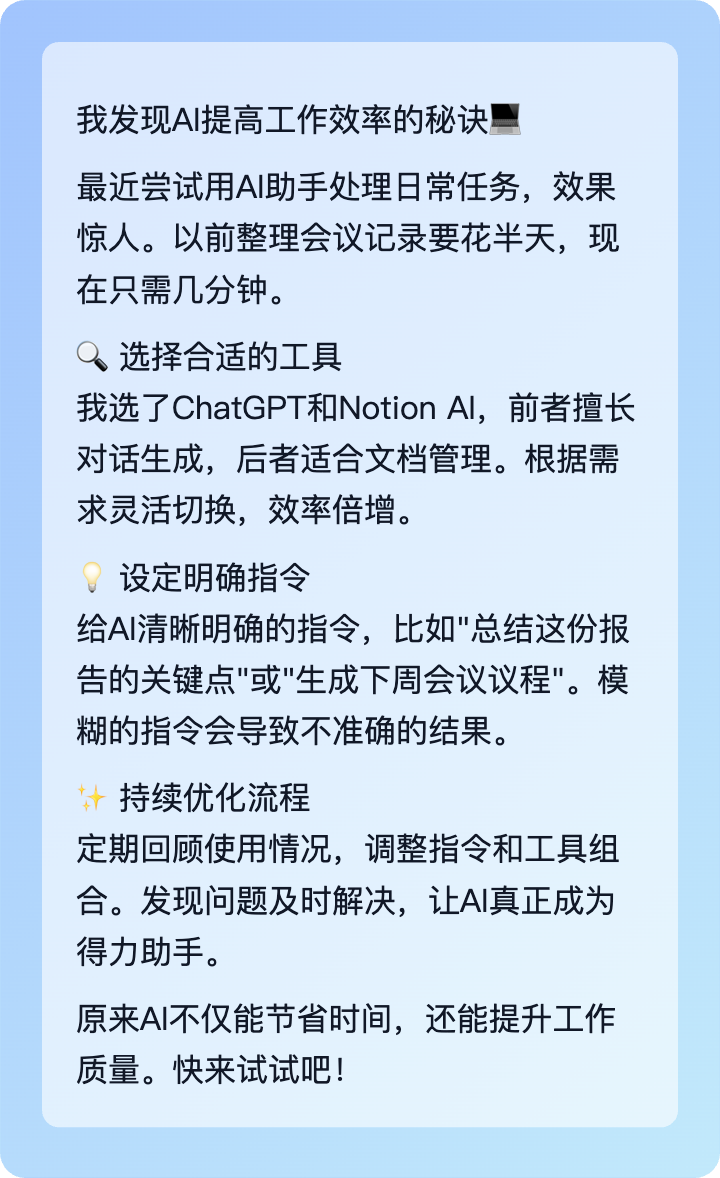 我发现AI提高工作效率的秘诀💻
最近尝试用AI助手处理日常任务，效果
惊人。以前整理会议记录要花半天，现
在只需几分钟。
🔍 选择合适的工具
我选了ChatGPT和Notion AI，前者擅长
对话生成，后者适合文档管理。根据需
求灵活切换，效率倍增。
💡 设定明确指令
给AI清晰明确的指令，比如"总结这份报
告的关键点"或"生成下周会议议程"。模
糊的指令会导致不准确的结果。
✨ 持续优化流程
定期回顾使用情况，调整指令和工具组
合。发现问题及时解决，让AI真正成为
得力助手。
原来AI不仅能节省时间，还能提升工作
质量。快来试试吧！